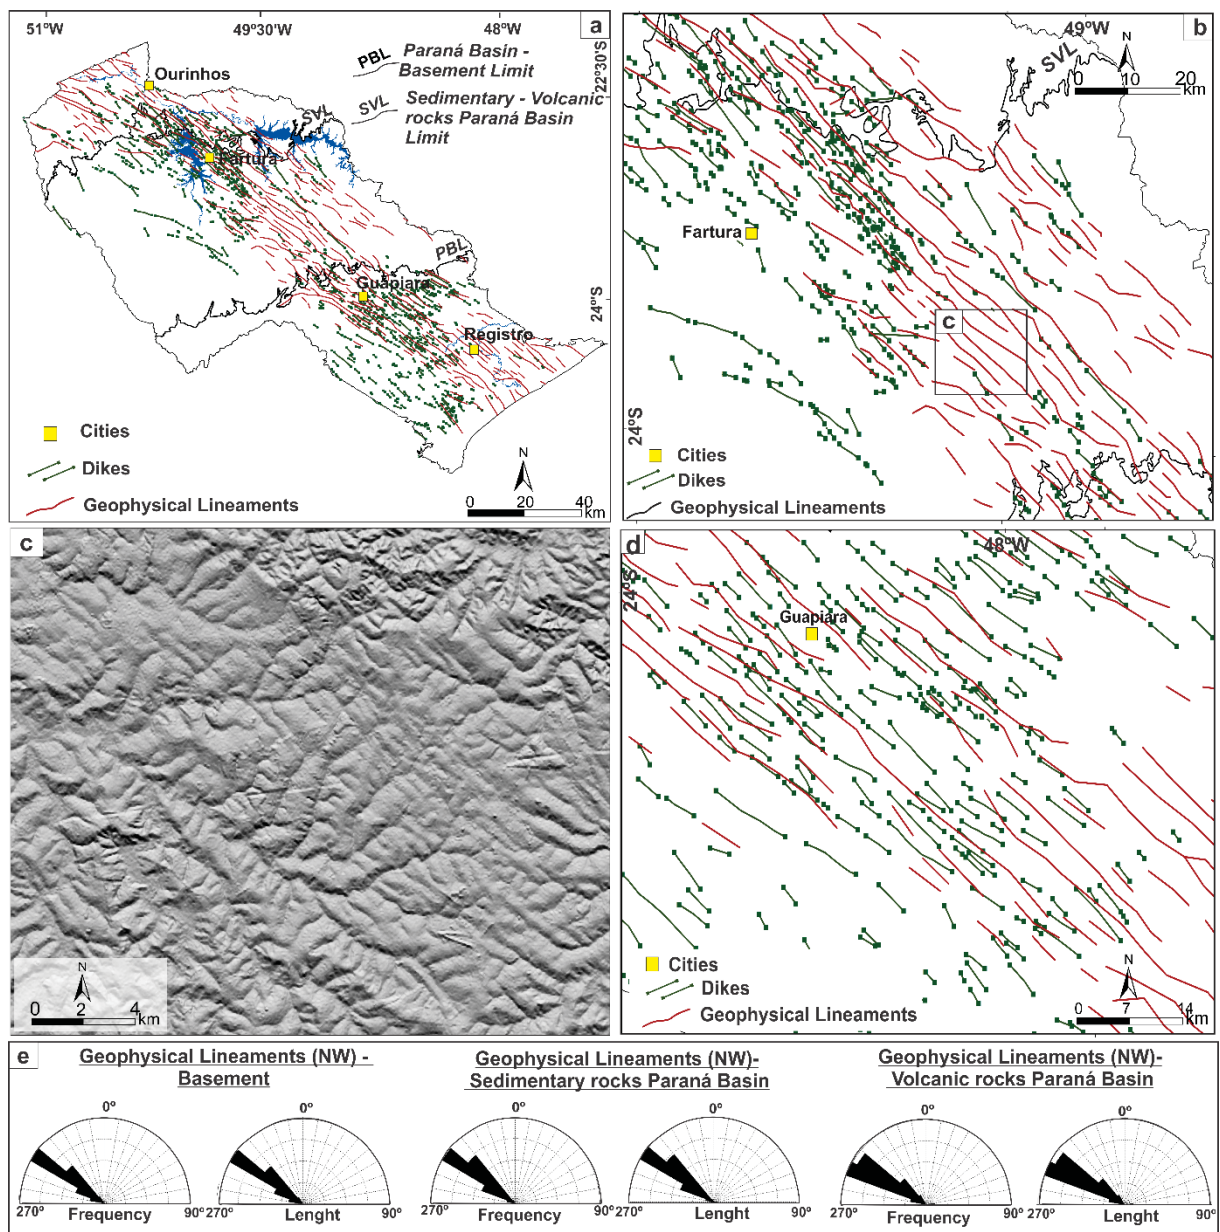 51°W
49°30'W
48°W
a
PBL
Paraná Basin -
Basement Limit
SVL
Sedimentary - Volcanic
rocks Paraná Basin
Limit
22°30'S
24°S
Ourinhos
SVL
Fartura
PBL
Guapiara
Registro
Cities
Dikes
Geophysical Lineaments
N
0 20 40
km
b
49°W
SVL
N
0 10 20
km
Fartura
C
24°S
Cities
Dikes
Geophysical Lineaments
c
N
0 2 4
km
d
48°W
24°S
Guapiara
Cities
Dikes
Geophysical Lineaments
N
0 7 14
km
e
Geophysical Lineaments (NW) -
Basement
Geophysical Lineaments (NW)-
Sedimentary rocks Paraná Basin
Geophysical Lineaments (NW)-
Volcanic rocks Paraná Basin
0° 0° 0° 0° 0° 0°
270° 90° 270° 90° 270° 90° 270° 90° 270° 90° 270° 90°
Frequency Lenght Frequency Lenght Frequency Lenght